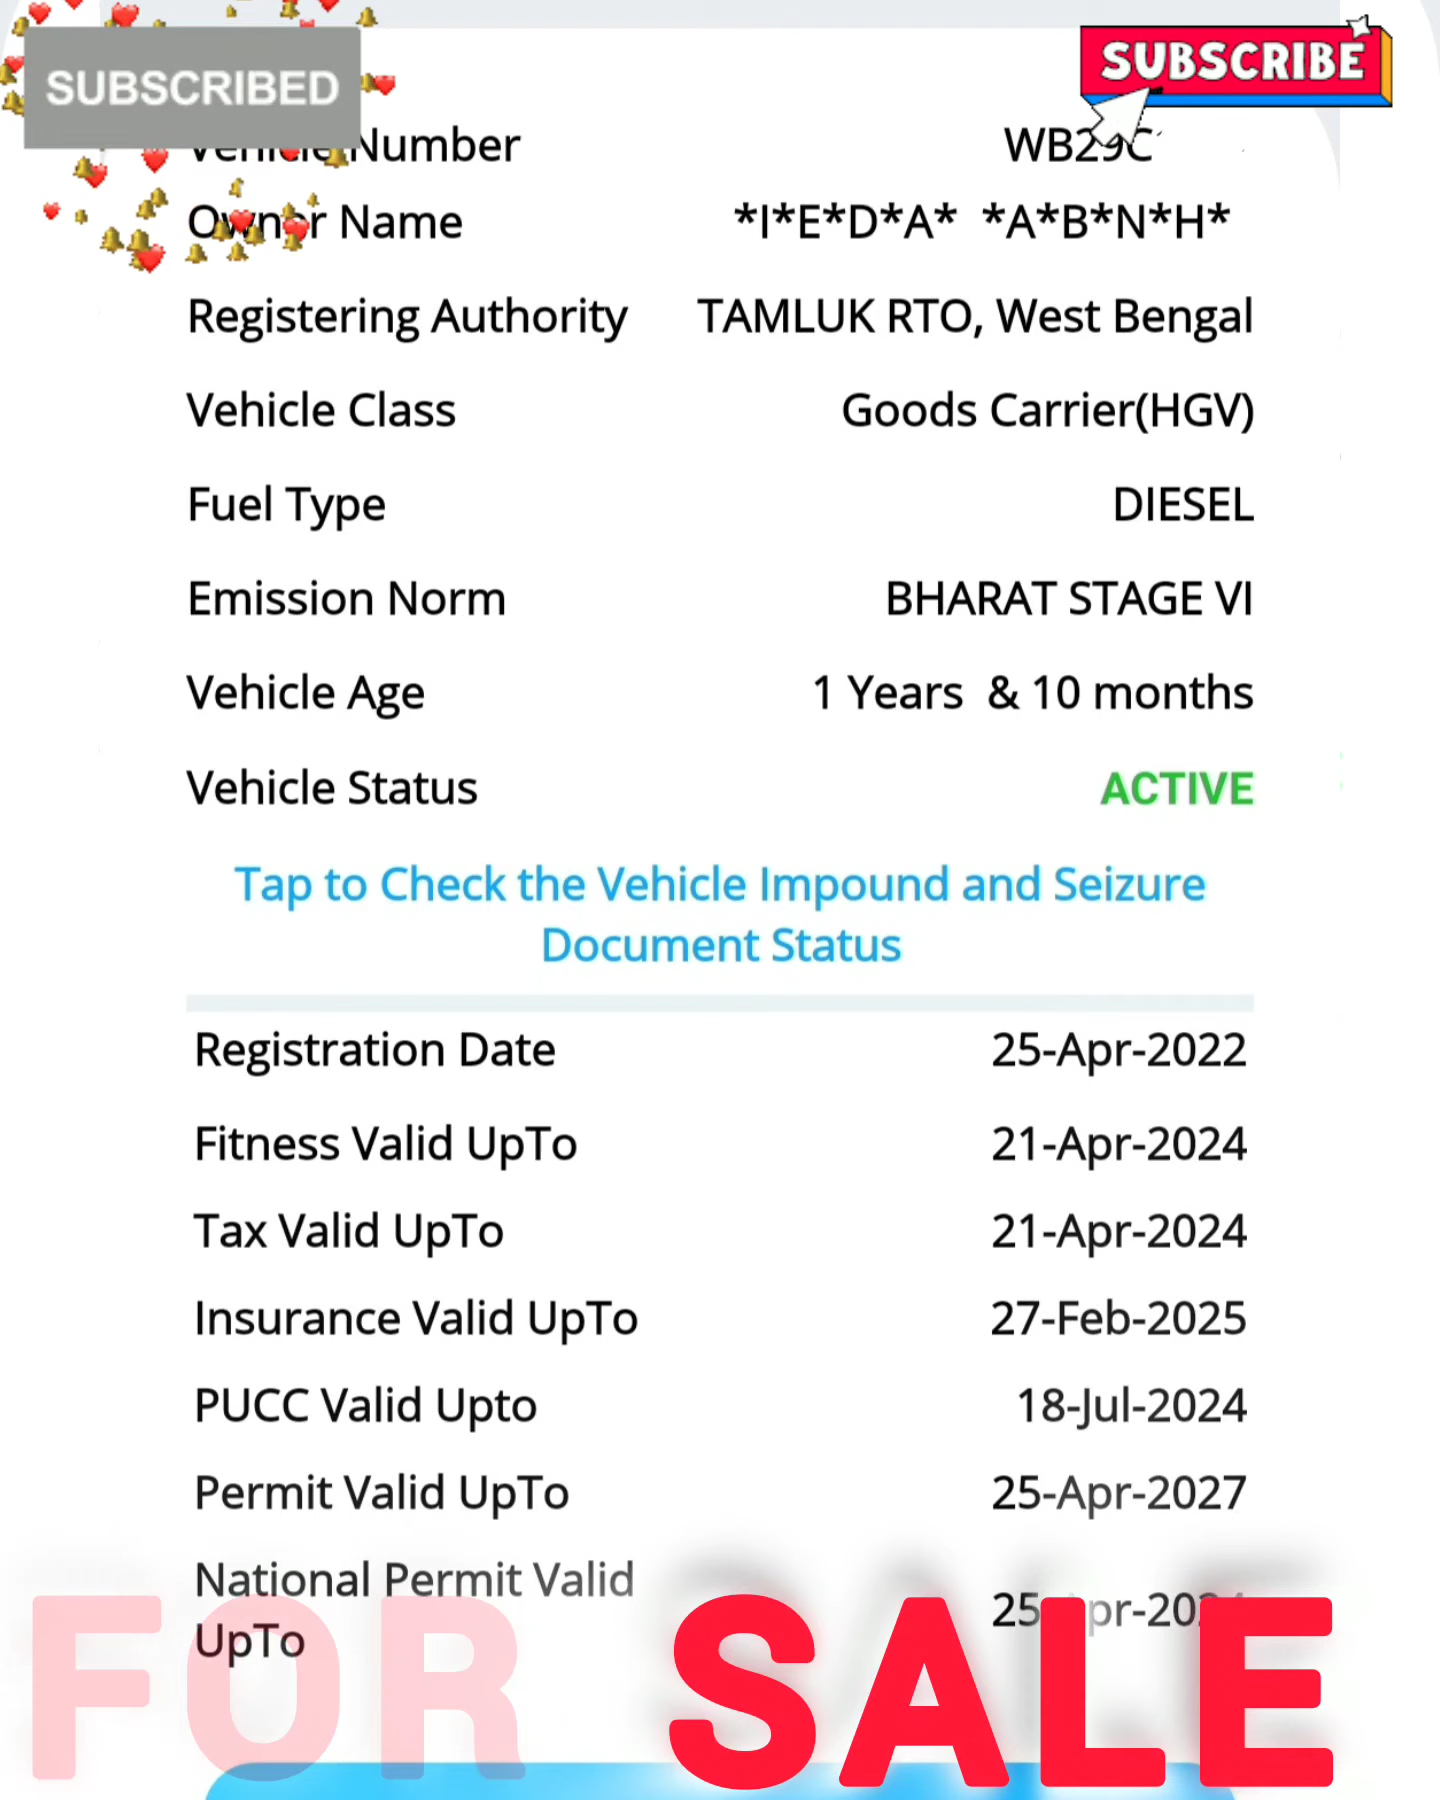 SUBSCRIBED
SUBSCRIBE
Vehicle Number WB29C
Owner Name *I*E*D*A* *A*B*N*H*
Registering Authority TAMLUK RTO, West Bengal
Vehicle Class Goods Carrier(HGV)
Fuel Type DIESEL
Emission Norm BHARAT STAGE VI
Vehicle Age 1 Years & 10 months
Vehicle Status ACTIVE
Tap to Check the Vehicle Impound and Seizure
Document Status
Registration Date 25-Apr-2022
Fitness Valid UpTo 21-Apr-2024
Tax Valid UpTo 21-Apr-2024
Insurance Valid UpTo 27-Feb-2025
PUCC Valid Upto 18-Jul-2024
Permit Valid UpTo 25-Apr-2027
National Permit Valid
UpTo
FOR SALE